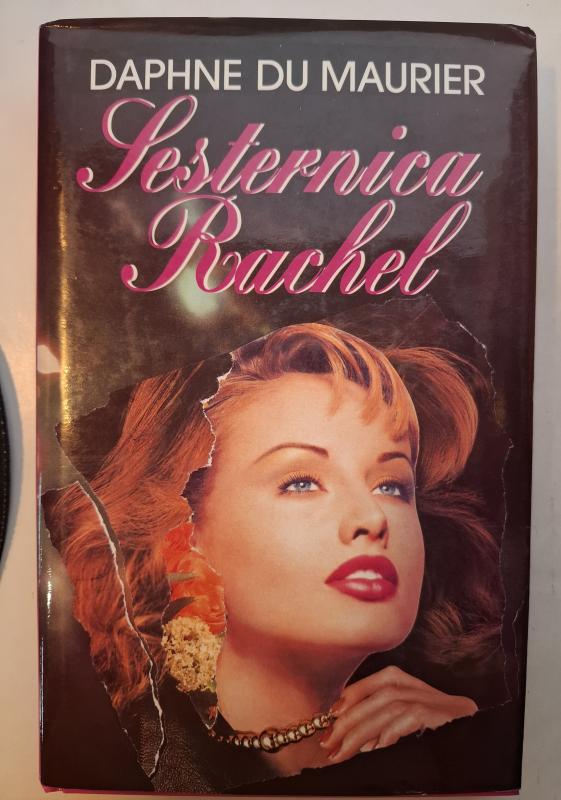 DAPHNE DU MAURIER
Sesternica
Rachel